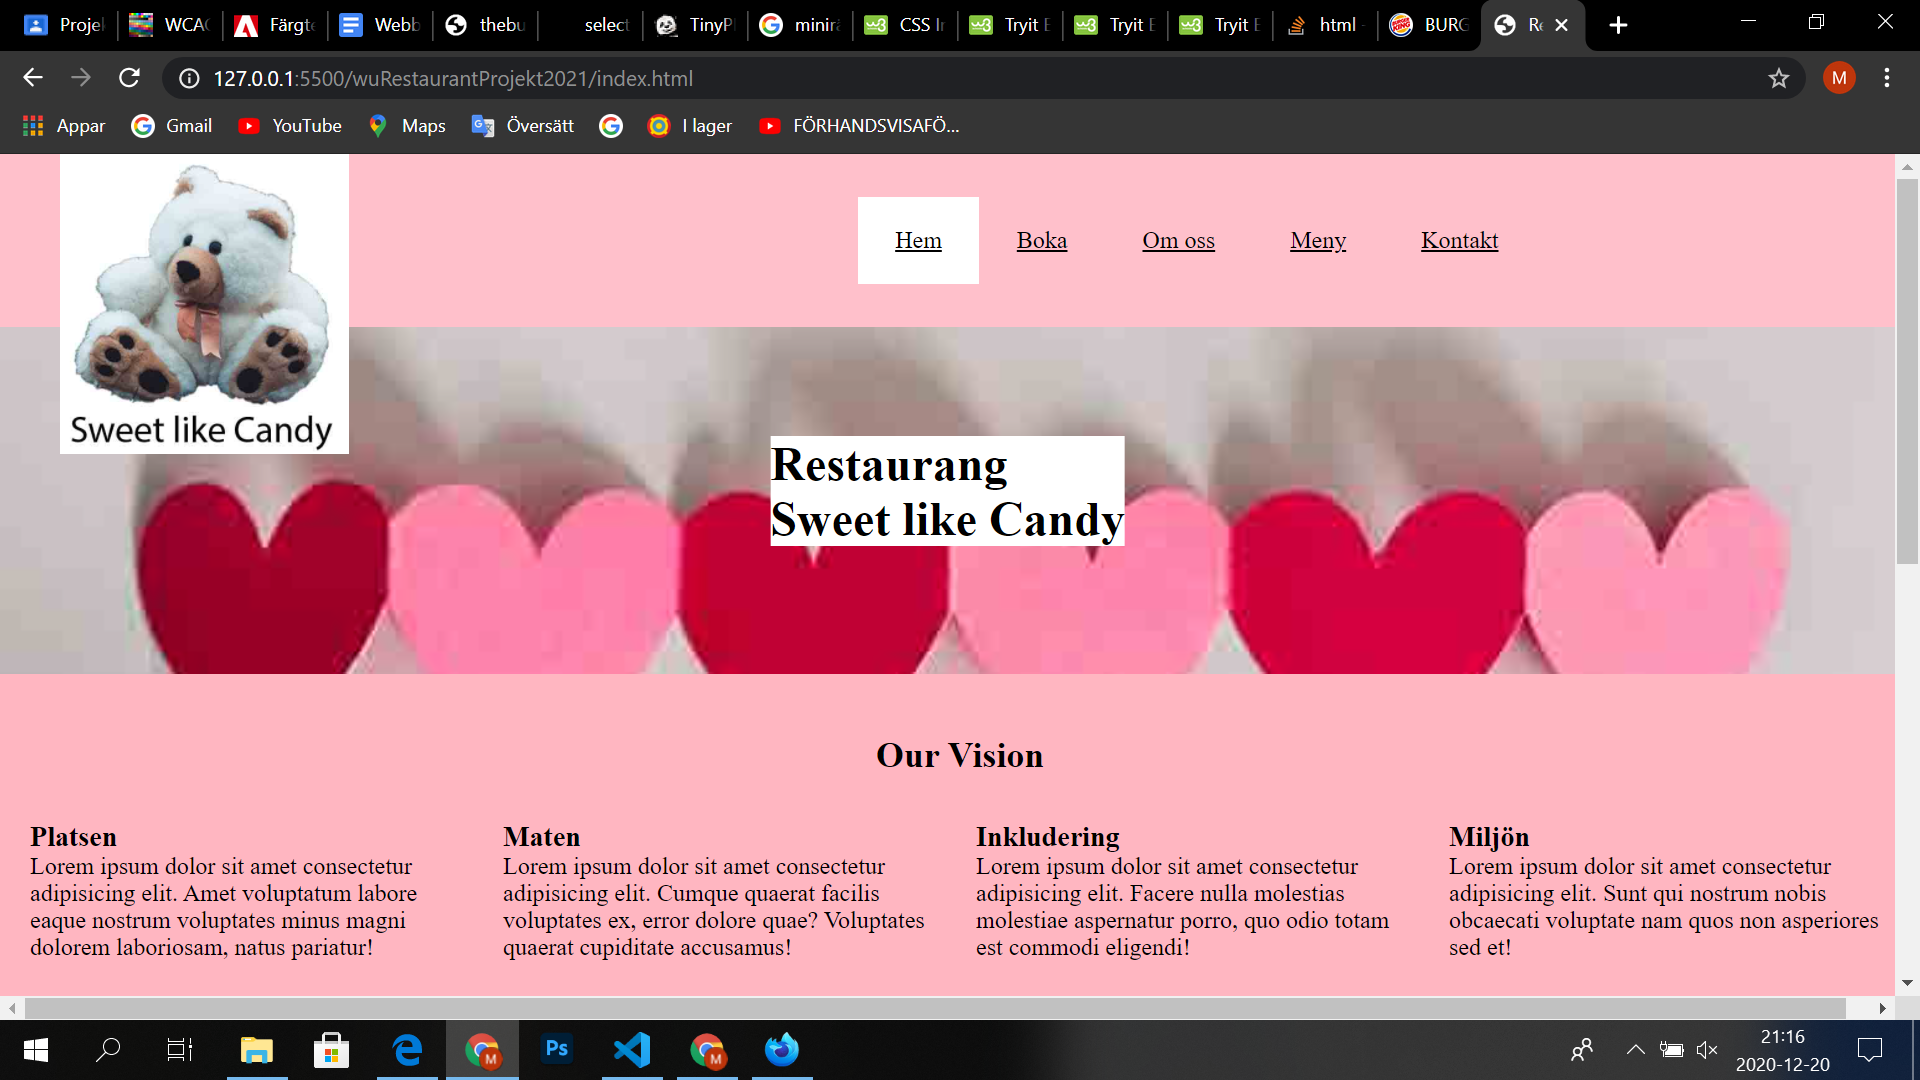 Projek
WCAG
Färgte
Webb
thebu
select
TinyP
minirä
CSS In
Tryit E
Tryit E
Tryit E
html -
BURG
Re
127.0.0.1:5500/wuRestaurantProjekt2021/index.html
M
Appar
Gmail
YouTube
Maps
Översätt
I lager
FÖRHANDSVISAFÖ...
Sweet like Candy
Hem
Boka
Om oss
Meny
Kontakt
Restaurang
Sweet like Candy
Our Vision
Platsen
Lorem ipsum dolor sit amet consectetur
adipisicing elit. Amet voluptatum labore
eaque nostrum voluptates minus magni
dolorem laboriosam, natus pariatur!
Maten
Lorem ipsum dolor sit amet consectetur
adipisicing elit. Cumque quaerat facilis
voluptates ex, error dolore quae? Voluptates
quaerat cupiditate accusamus!
Inkludering
Lorem ipsum dolor sit amet consectetur
adipisicing elit. Facere nulla molestias
molestiae aspernatur porro, quo odio totam
est commodi eligendi!
Miljön
Lorem ipsum dolor sit amet consectetur
adipisicing elit. Sunt qui nostrum nobis
obcaecati voluptate nam quos non asperiores
sed et!
Ps
M
M
21:16
2020-12-20